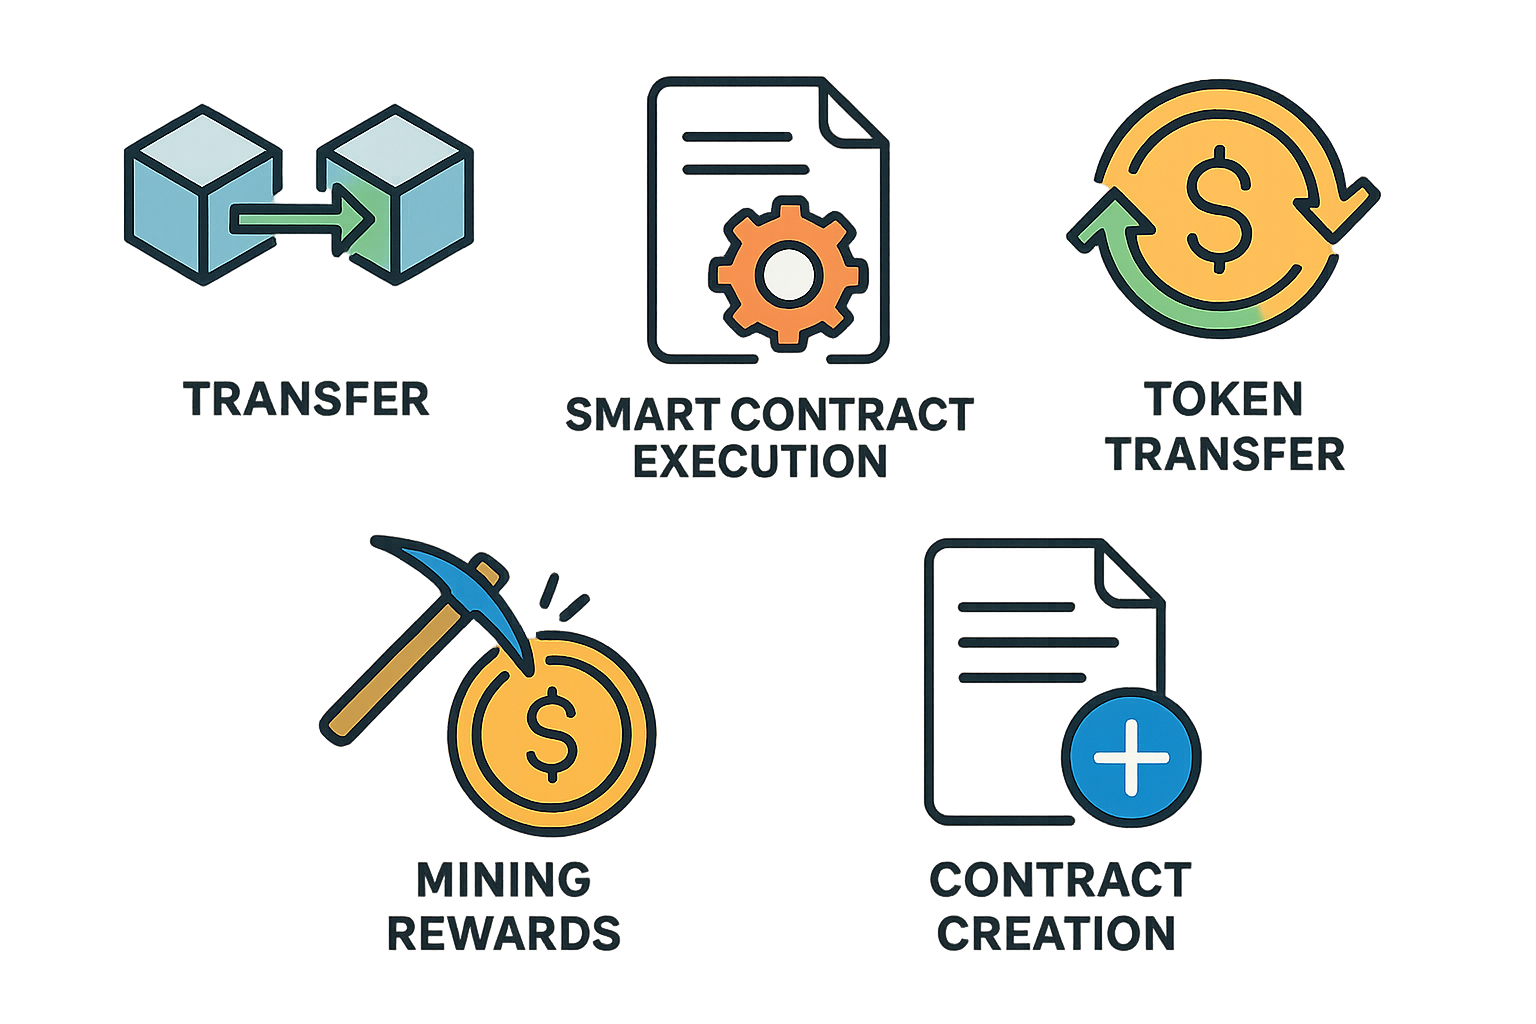 TRANSFER
SMART CONTRACT
EXECUTION
TOKEN
TRANSFER
$
MINING
REWARDS
$
CONTRACT
CREATION